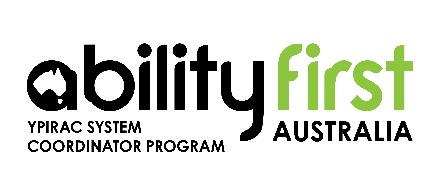 abilityfirst
AUSTRALIA
YPIRAC SYSTEM
COORDINATOR PROGRAM